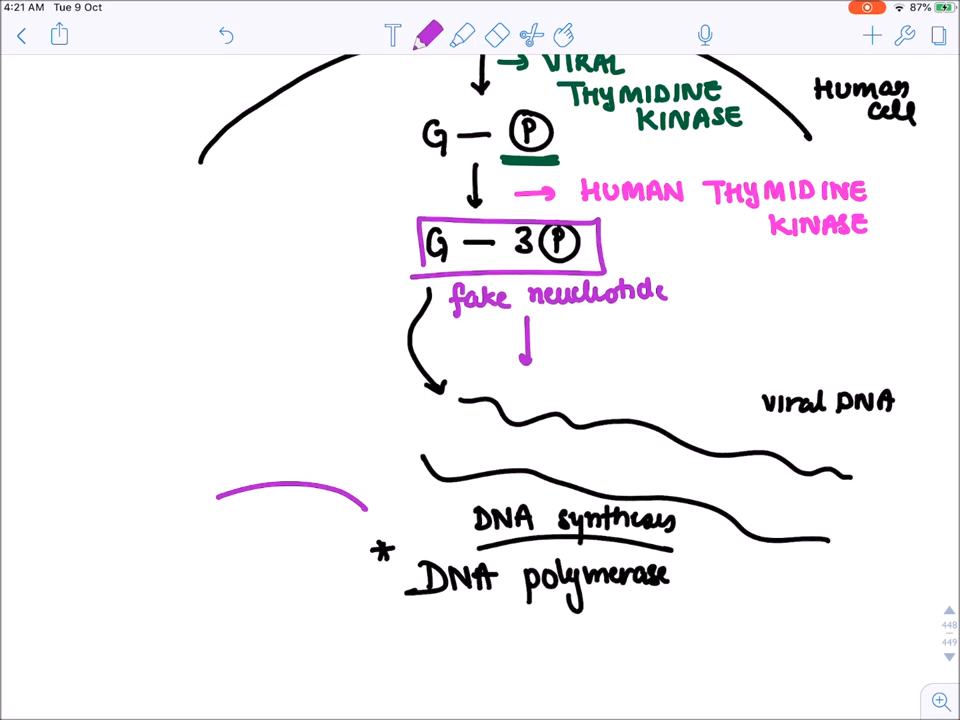 4:21 AM Tue 9 Oct
87%
T
→ VIRAL
THYMIDINE
KINASE
Human
cell
G — P
→ HUMAN THYMIDINE
KINASE
G — 3 P
fake neucliotide
viral DNA
DNA synthesis
* DNA polymerase
448
449